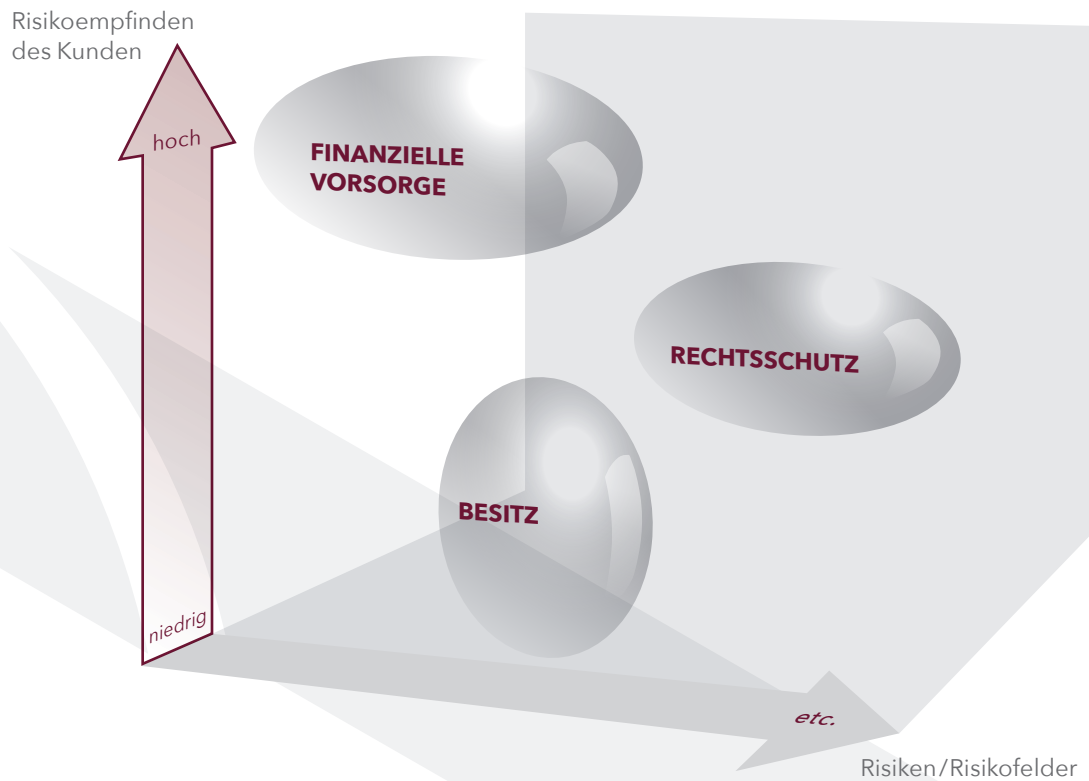 Risikoempfinden
des Kunden
hoch
FINANZIELLE
VORSORGE
RECHTSSCHUTZ
BESITZ
niedrig
etc.
Risiken/Risikofelder